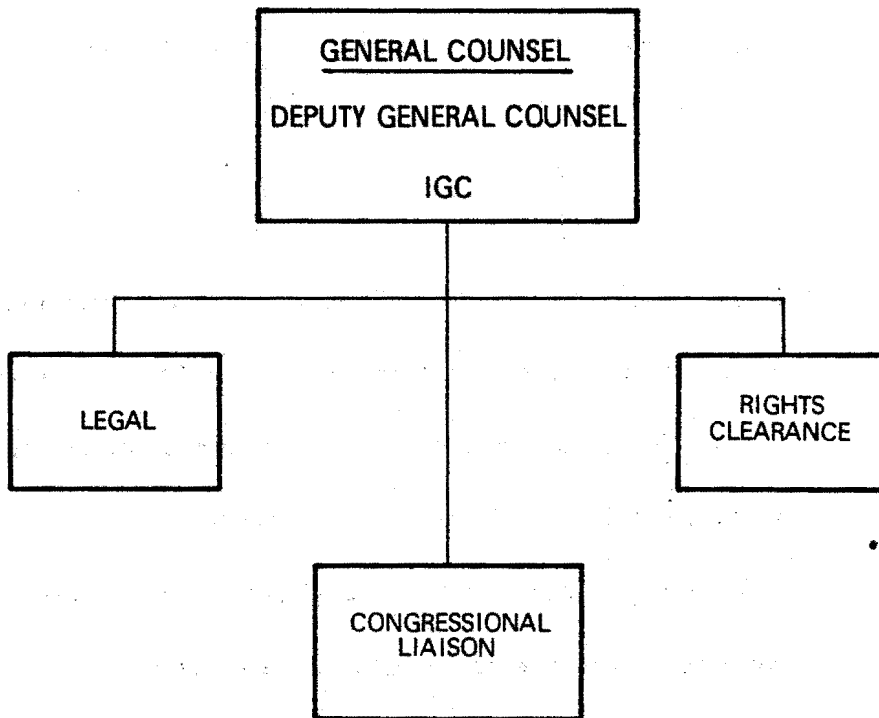 GENERAL COUNSEL
DEPUTY GENERAL COUNSEL
IGC
LEGAL
RIGHTS
CLEARANCE
CONGRESSIONAL
LIAISON